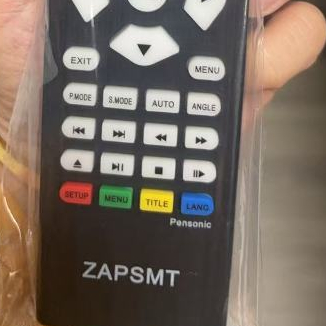 EXIT
MENU
P.MODE S.MODE AUTO ANGLE
SETUP MENU TITLE LANG
Pensonic
ZAPSMT